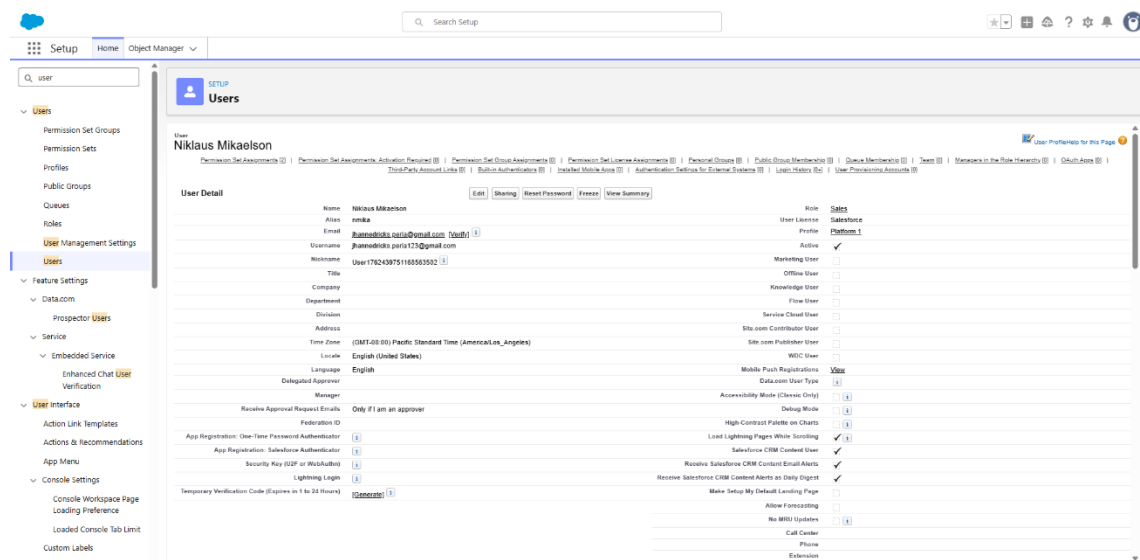 Search Setup
Setup Home Object Manager
user
Users
Permission Set Groups
Permission Sets
Profiles
Public Groups
Queues
Roles
User Management Settings
Users
Feature Settings
Data.com
Prospector Users
Service
Embedded Service
Enhanced Chat User
Verification
User Interface
Action Link Templates
Actions & Recommendations
App Menu
Console Settings
Console Workspace Page
Loading Preference
Loaded Console Tab Limit
Custom Labels
SETUP
Users
User
Niklaus Mikaelson
User Profile Help for this Page
Permission Set Assignments [2] | Permission Set Assignments: Activation Required [0] | Permission Set Group Assignments [0] | Permission Set License Assignments [0] | Personal Groups [0] | Public Group Membership [0] | Queue Membership [0] | Team [0] | Managers in the Role Hierarchy [0] | OAuth Apps [0] |
Third-Party Account Links [0] | Built-in Authenticators [0] | Installed Mobile Apps [0] | Authentication Settings for External Systems [0] | Login History [0+] | User Provisioning Accounts [0]
User Detail Edit Sharing Reset Password Freeze View Summary
Name Niklaus Mikaelson Role Sales
Alias nmika User License Salesforce
Email jhannedricks.peria@gmail.com [Verify] Profile Platform 1
Username jhannedricks.peria123@gmail.com Active
Nickname User1762439751168563502 Marketing User
Title Offline User
Company Knowledge User
Department Flow User
Division Service Cloud User
Address Site.com Contributor User
Time Zone (GMT-08:00) Pacific Standard Time (America/Los_Angeles) Site.com Publisher User
Locale English (United States) WDC User
Language English Mobile Push Registrations View
Delegated Approver Data.com User Type
Manager Accessibility Mode (Classic Only)
Receive Approval Request Emails Only if I am an approver Debug Mode
Federation ID High-Contrast Palette on Charts
App Registration: One-Time Password Authenticator Load Lightning Pages While Scrolling
App Registration: Salesforce Authenticator Salesforce CRM Content User
Security Key (U2F or WebAuthn) Receive Salesforce CRM Content Email Alerts
Lightning Login Receive Salesforce CRM Content Alerts as Daily Digest
Temporary Verification Code (Expires in 1 to 24 Hours) [Generate] Make Setup My Default Landing Page
Allow Forecasting
No MRU Updates
Call Center
Phone
Extension